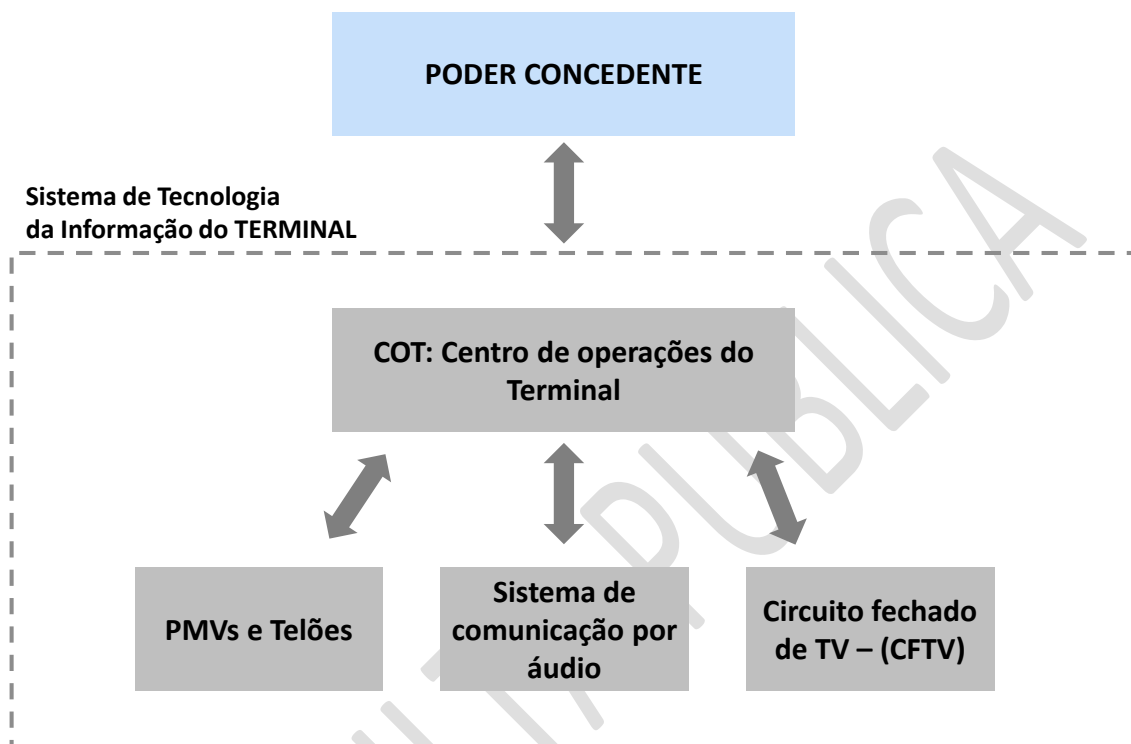 PODER CONCEDENTE
Sistema de Tecnologia
da Informação do TERMINAL
COT: Centro de operações do
Terminal
PMVs e Telões
Sistema de
comunicação por
áudio
Circuito fechado
de TV – (CFTV)
PUBLICA